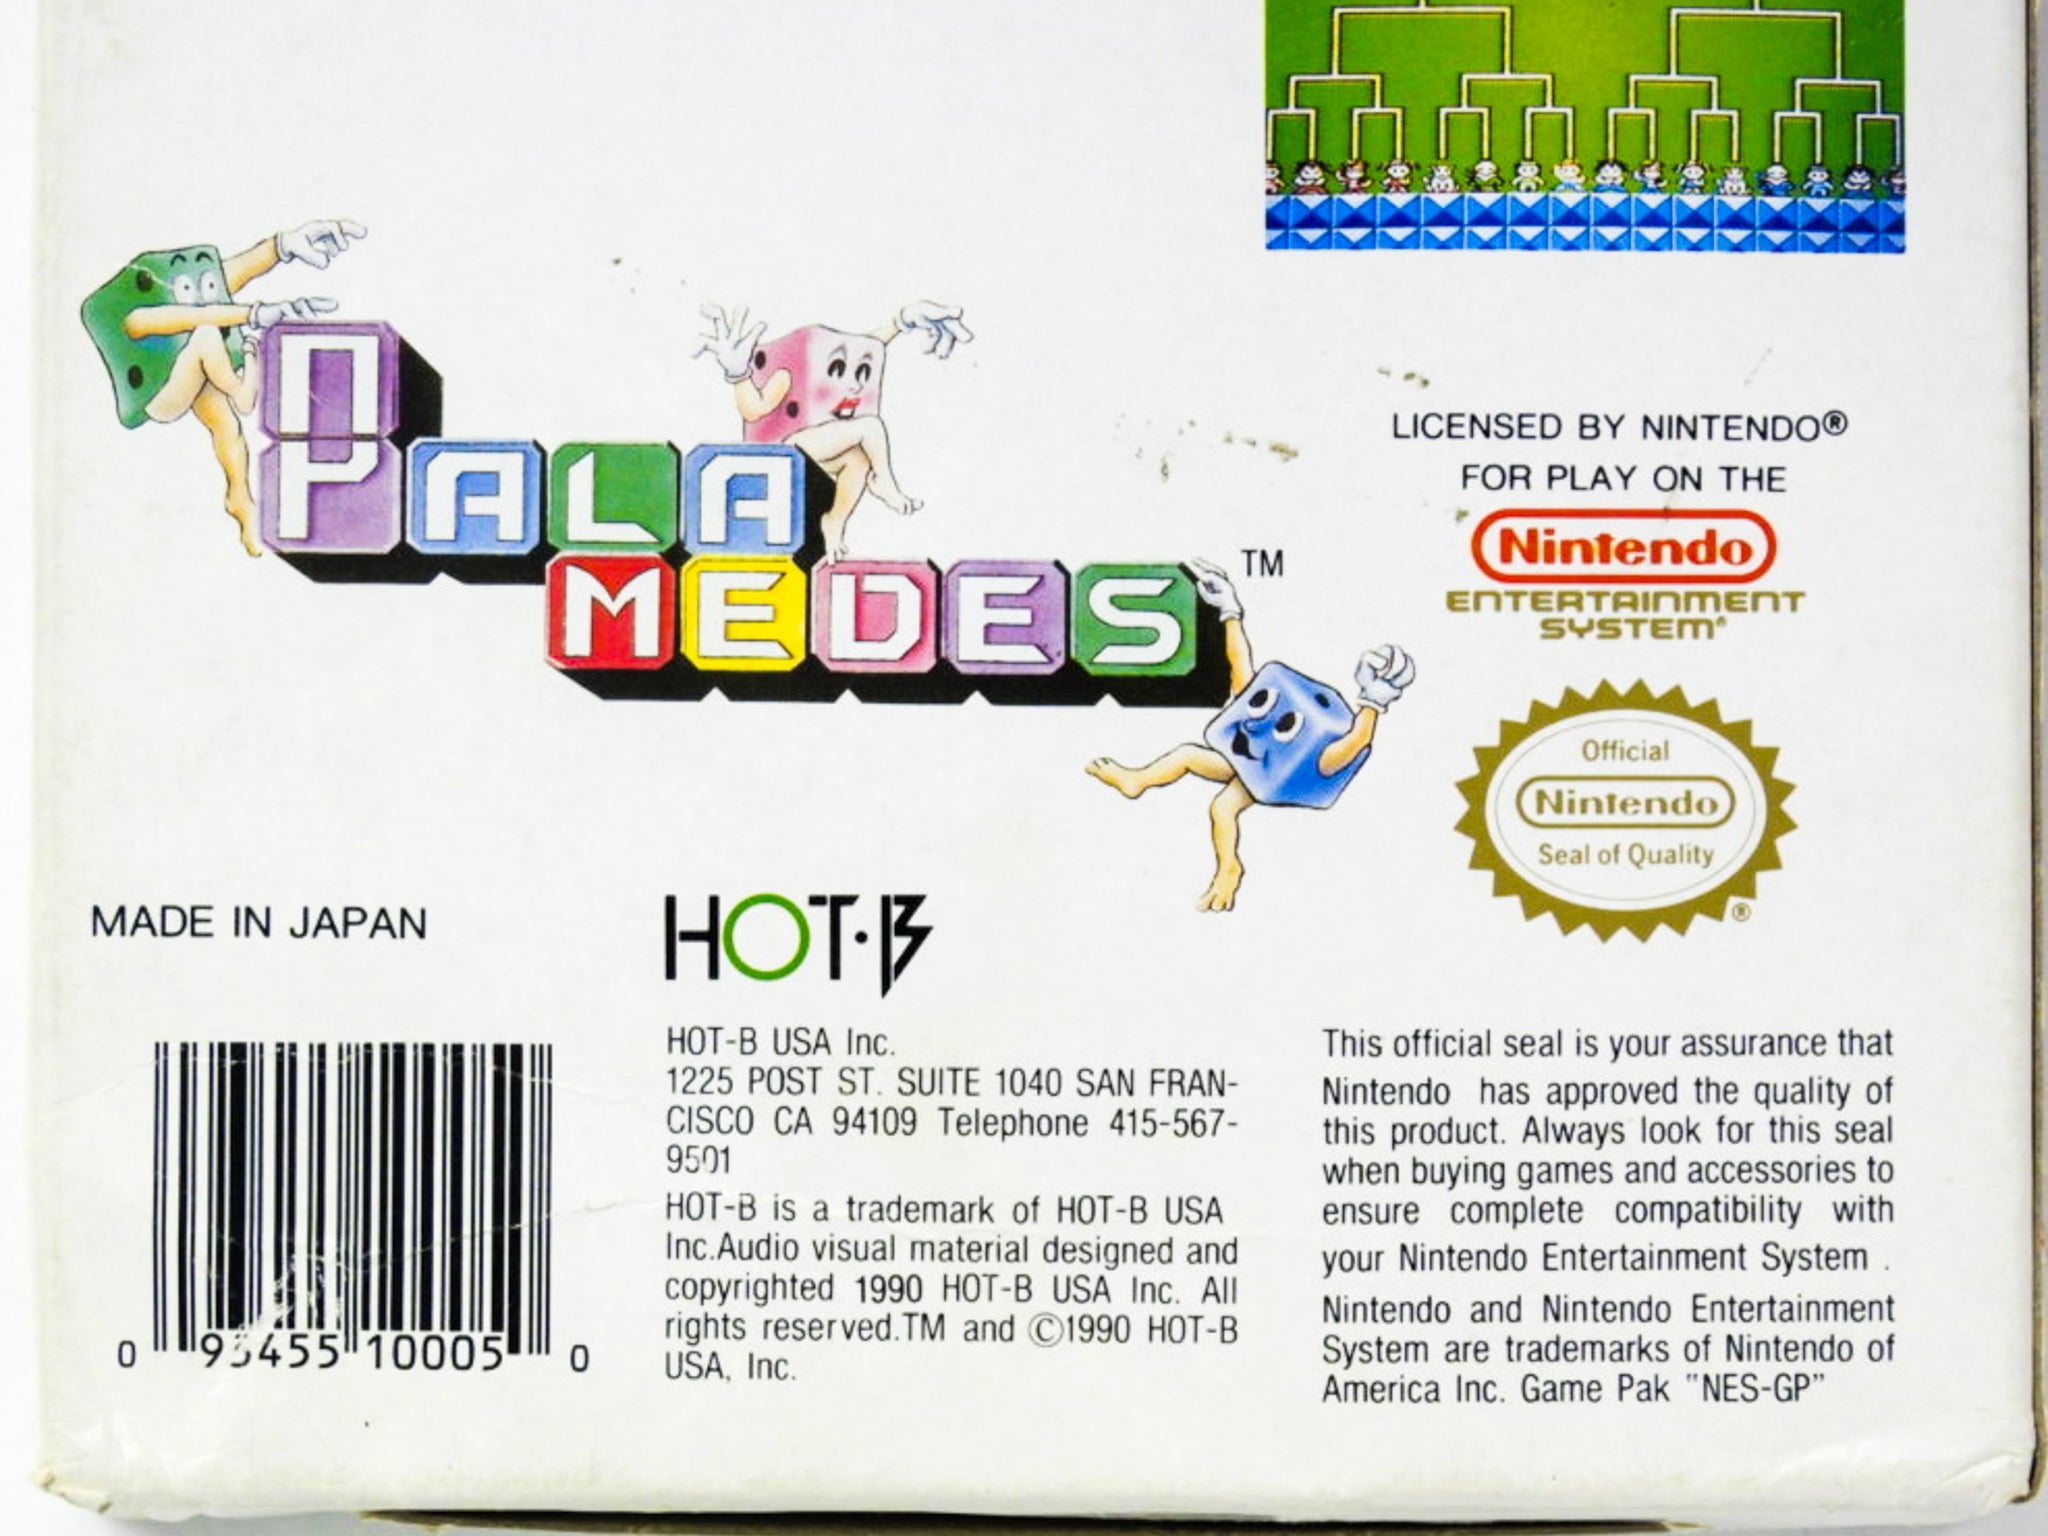 PALA
MEDES™
LICENSED BY NINTENDO®
FOR PLAY ON THE
Nintendo
ENTERTAINMENT
SYSTEM®
Official
Nintendo
Seal of Quality
®
MADE IN JAPAN
HOT·B
0 93455 10005 0
HOT-B USA Inc.
1225 POST ST. SUITE 1040 SAN FRAN-
CISCO CA 94109 Telephone 415-567-
9501
HOT-B is a trademark of HOT-B USA
Inc.Audio visual material designed and
copyrighted 1990 HOT-B USA Inc. All
rights reserved.TM and ©1990 HOT-B
USA, Inc.
This official seal is your assurance that
Nintendo has approved the quality of
this product. Always look for this seal
when buying games and accessories to
ensure complete compatibility with
your Nintendo Entertainment System .
Nintendo and Nintendo Entertainment
System are trademarks of Nintendo of
America Inc. Game Pak "NES-GP"